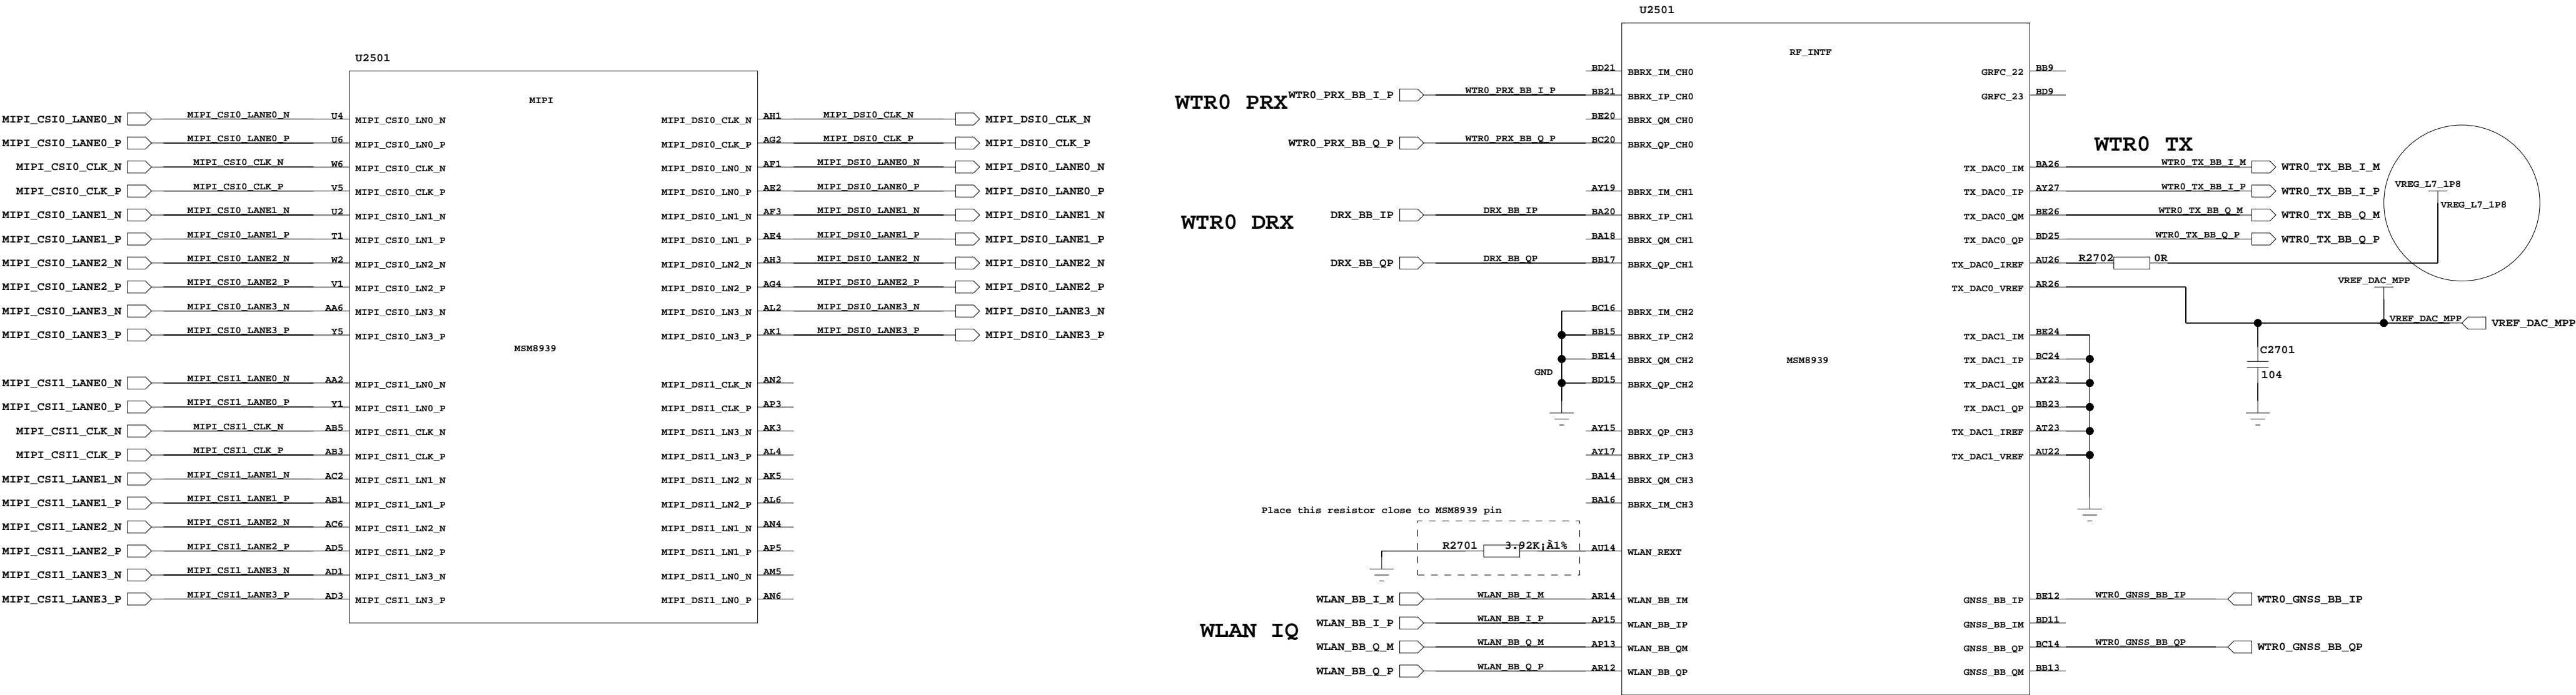 U2501
MIPI
MSM8939
MIPI_CSI0_LANE0_N MIPI_CSI0_LANE0_N U4 MIPI_CSI0_LN0_N
MIPI_CSI0_LANE0_P MIPI_CSI0_LANE0_P U6 MIPI_CSI0_LN0_P
MIPI_CSI0_CLK_N MIPI_CSI0_CLK_N W6 MIPI_CSI0_CLK_N
MIPI_CSI0_CLK_P MIPI_CSI0_CLK_P V5 MIPI_CSI0_CLK_P
MIPI_CSI0_LANE1_N MIPI_CSI0_LANE1_N U2 MIPI_CSI0_LN1_N
MIPI_CSI0_LANE1_P MIPI_CSI0_LANE1_P T1 MIPI_CSI0_LN1_P
MIPI_CSI0_LANE2_N MIPI_CSI0_LANE2_N W2 MIPI_CSI0_LN2_N
MIPI_CSI0_LANE2_P MIPI_CSI0_LANE2_P V1 MIPI_CSI0_LN2_P
MIPI_CSI0_LANE3_N MIPI_CSI0_LANE3_N AA6 MIPI_CSI0_LN3_N
MIPI_CSI0_LANE3_P MIPI_CSI0_LANE3_P Y5 MIPI_CSI0_LN3_P
MIPI_CSI1_LANE0_N MIPI_CSI1_LANE0_N AA2 MIPI_CSI1_LN0_N
MIPI_CSI1_LANE0_P MIPI_CSI1_LANE0_P Y1 MIPI_CSI1_LN0_P
MIPI_CSI1_CLK_N MIPI_CSI1_CLK_N AB5 MIPI_CSI1_CLK_N
MIPI_CSI1_CLK_P MIPI_CSI1_CLK_P AB3 MIPI_CSI1_CLK_P
MIPI_CSI1_LANE1_N MIPI_CSI1_LANE1_N AC2 MIPI_CSI1_LN1_N
MIPI_CSI1_LANE1_P MIPI_CSI1_LANE1_P AB1 MIPI_CSI1_LN1_P
MIPI_CSI1_LANE2_N MIPI_CSI1_LANE2_N AC6 MIPI_CSI1_LN2_N
MIPI_CSI1_LANE2_P MIPI_CSI1_LANE2_P AD5 MIPI_CSI1_LN2_P
MIPI_CSI1_LANE3_N MIPI_CSI1_LANE3_N AD1 MIPI_CSI1_LN3_N
MIPI_CSI1_LANE3_P MIPI_CSI1_LANE3_P AD3 MIPI_CSI1_LN3_P
MIPI_DSI0_CLK_N AH1 MIPI_DSI0_CLK_N MIPI_DSI0_CLK_N
MIPI_DSI0_CLK_P AG2 MIPI_DSI0_CLK_P MIPI_DSI0_CLK_P
MIPI_DSI0_LN0_N AF1 MIPI_DSI0_LANE0_N MIPI_DSI0_LANE0_N
MIPI_DSI0_LN0_P AE2 MIPI_DSI0_LANE0_P MIPI_DSI0_LANE0_P
MIPI_DSI0_LN1_N AF3 MIPI_DSI0_LANE1_N MIPI_DSI0_LANE1_N
MIPI_DSI0_LN1_P AE4 MIPI_DSI0_LANE1_P MIPI_DSI0_LANE1_P
MIPI_DSI0_LN2_N AH3 MIPI_DSI0_LANE2_N MIPI_DSI0_LANE2_N
MIPI_DSI0_LN2_P AG4 MIPI_DSI0_LANE2_P MIPI_DSI0_LANE2_P
MIPI_DSI0_LN3_N AL2 MIPI_DSI0_LANE3_N MIPI_DSI0_LANE3_N
MIPI_DSI0_LN3_P AK1 MIPI_DSI0_LANE3_P MIPI_DSI0_LANE3_P
MIPI_DSI1_CLK_N AN2
MIPI_DSI1_CLK_P AP3
MIPI_DSI1_LN3_N AK3
MIPI_DSI1_LN3_P AL4
MIPI_DSI1_LN2_N AK5
MIPI_DSI1_LN2_P AL6
MIPI_DSI1_LN1_N AN4
MIPI_DSI1_LN1_P AP5
MIPI_DSI1_LN0_N AM5
MIPI_DSI1_LN0_P AN6
U2501
RF_INTF
MSM8939
BD21 BBRX_IM_CH0
WTR0 PRX
WTR0_PRX_BB_I_P WTR0_PRX_BB_I_P BB21 BBRX_IP_CH0
BE20 BBRX_QM_CH0
WTR0_PRX_BB_Q_P WTR0_PRX_BB_Q_P BC20 BBRX_QP_CH0
AY19 BBRX_IM_CH1
WTR0 DRX
DRX_BB_IP DRX_BB_IP BA20 BBRX_IP_CH1
BA18 BBRX_QM_CH1
DRX_BB_QP DRX_BB_QP BB17 BBRX_QP_CH1
BC16 BBRX_IM_CH2
BB15 BBRX_IP_CH2
BE14 BBRX_QM_CH2
GND
BD15 BBRX_QP_CH2
AY15 BBRX_QP_CH3
AY17 BBRX_IP_CH3
BA14 BBRX_QM_CH3
BA16 BBRX_IM_CH3
Place this resistor close to MSM8939 pin
R2701 3.92K¡À1% AU14 WLAN_REXT
WLAN IQ
WLAN_BB_I_M WLAN_BB_I_M AR14 WLAN_BB_IM
WLAN_BB_I_P WLAN_BB_I_P AP15 WLAN_BB_IP
WLAN_BB_Q_M WLAN_BB_Q_M AP13 WLAN_BB_QM
WLAN_BB_Q_P WLAN_BB_Q_P AR12 WLAN_BB_QP
GRFC_22 BB9
GRFC_23 BD9
WTR0 TX
TX_DAC0_IM BA26 WTR0_TX_BB_I_M WTR0_TX_BB_I_M
TX_DAC0_IP AY27 WTR0_TX_BB_I_P WTR0_TX_BB_I_P
TX_DAC0_QM BE26 WTR0_TX_BB_Q_M WTR0_TX_BB_Q_M
TX_DAC0_QP BD25 WTR0_TX_BB_Q_P WTR0_TX_BB_Q_P
VREG_L7_1P8
VREG_L7_1P8
TX_DAC0_IREF AU26 R2702 0R
TX_DAC0_VREF AR26
VREF_DAC_MPP
VREF_DAC_MPP VREF_DAC_MPP
C2701
104
TX_DAC1_IM BE24
TX_DAC1_IP BC24
TX_DAC1_QM AY23
TX_DAC1_QP BB23
TX_DAC1_IREF AT23
TX_DAC1_VREF AU22
GNSS_BB_IP BE12 WTR0_GNSS_BB_IP WTR0_GNSS_BB_IP
GNSS_BB_IM BD11
GNSS_BB_QP BC14 WTR0_GNSS_BB_QP WTR0_GNSS_BB_QP
GNSS_BB_QM BB13